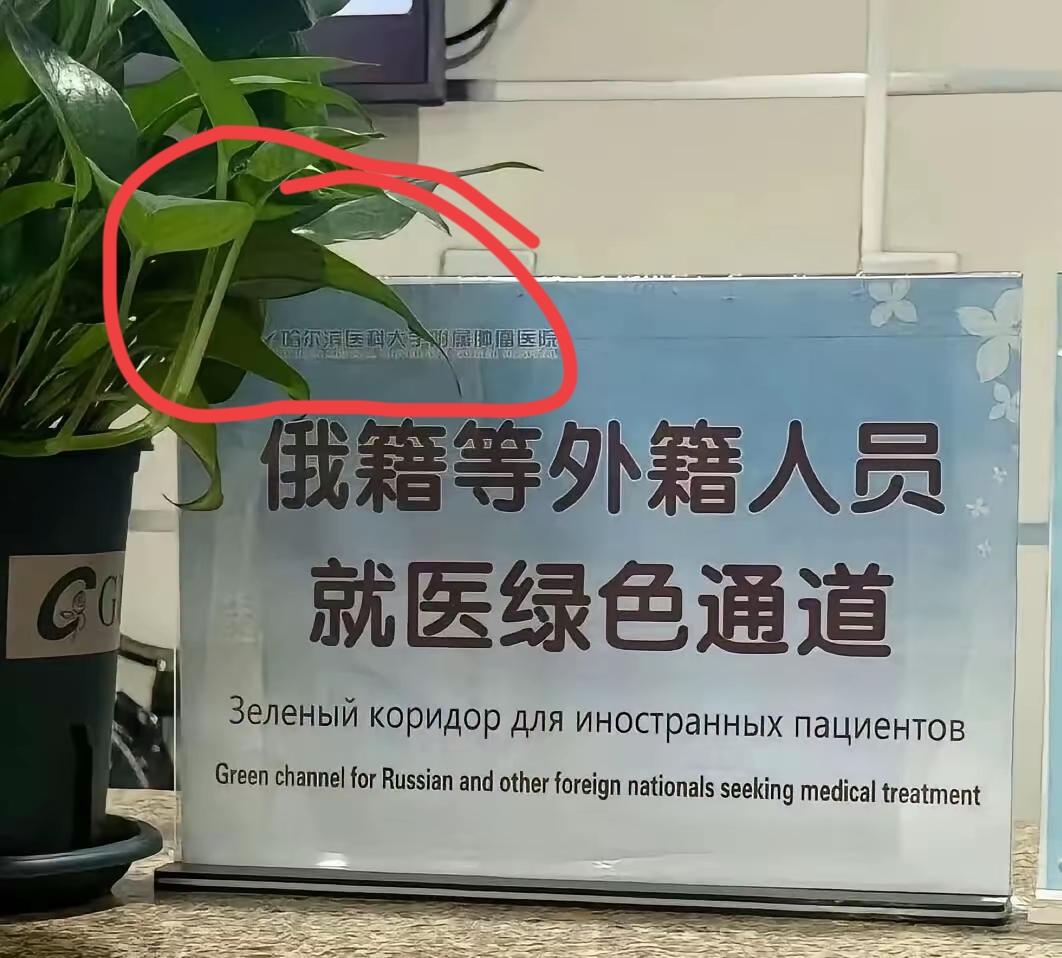 哈尔滨医科大学附属肿瘤医院
俄籍等外籍人员
就医绿色通道
Зеленый коридор для иностранных пациентов
Green channel for Russian and other foreign nationals seeking medical treatment